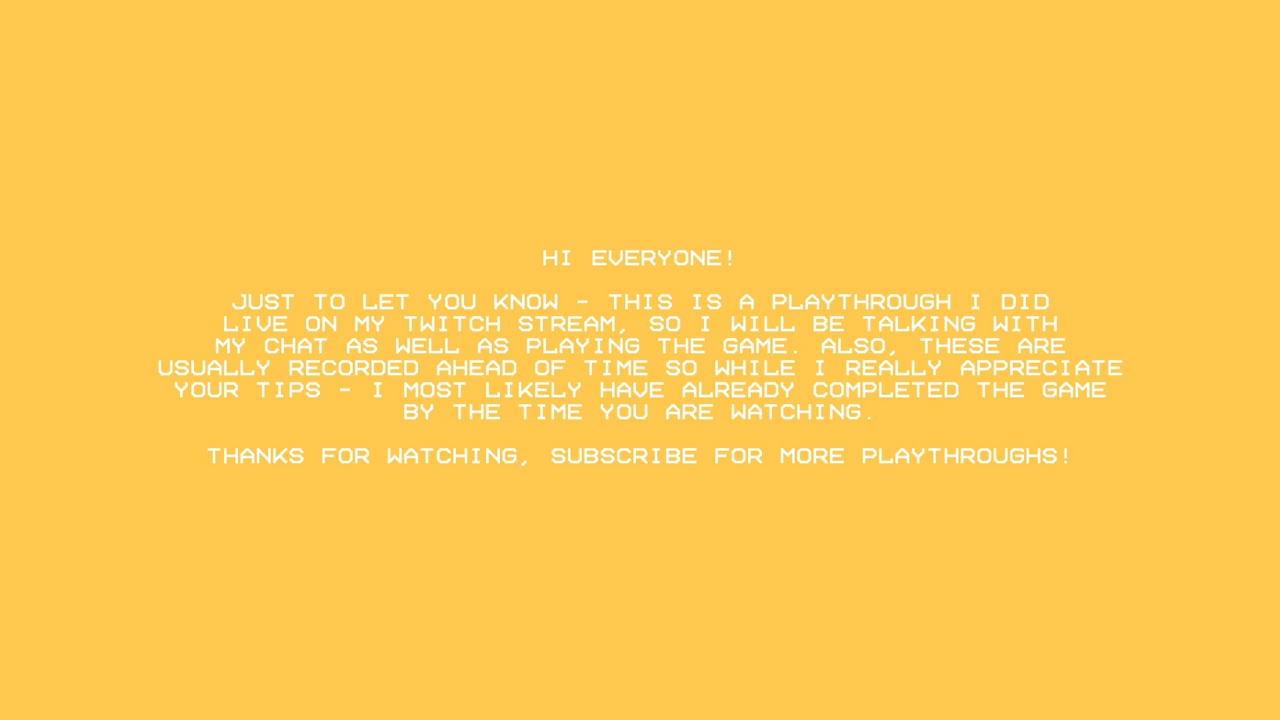 HI EVERYONE!
JUST TO LET YOU KNOW - THIS IS A PLAYTHROUGH I DID
LIVE ON MY TWITCH STREAM, SO I WILL BE TALKING WITH
MY CHAT AS WELL AS PLAYING THE GAME. ALSO, THESE ARE
USUALLY RECORDED AHEAD OF TIME SO WHILE I REALLY APPRECIATE
YOUR TIPS - I MOST LIKELY HAVE ALREADY COMPLETED THE GAME
BY THE TIME YOU ARE WATCHING.
THANKS FOR WATCHING, SUBSCRIBE FOR MORE PLAYTHROUGHS!